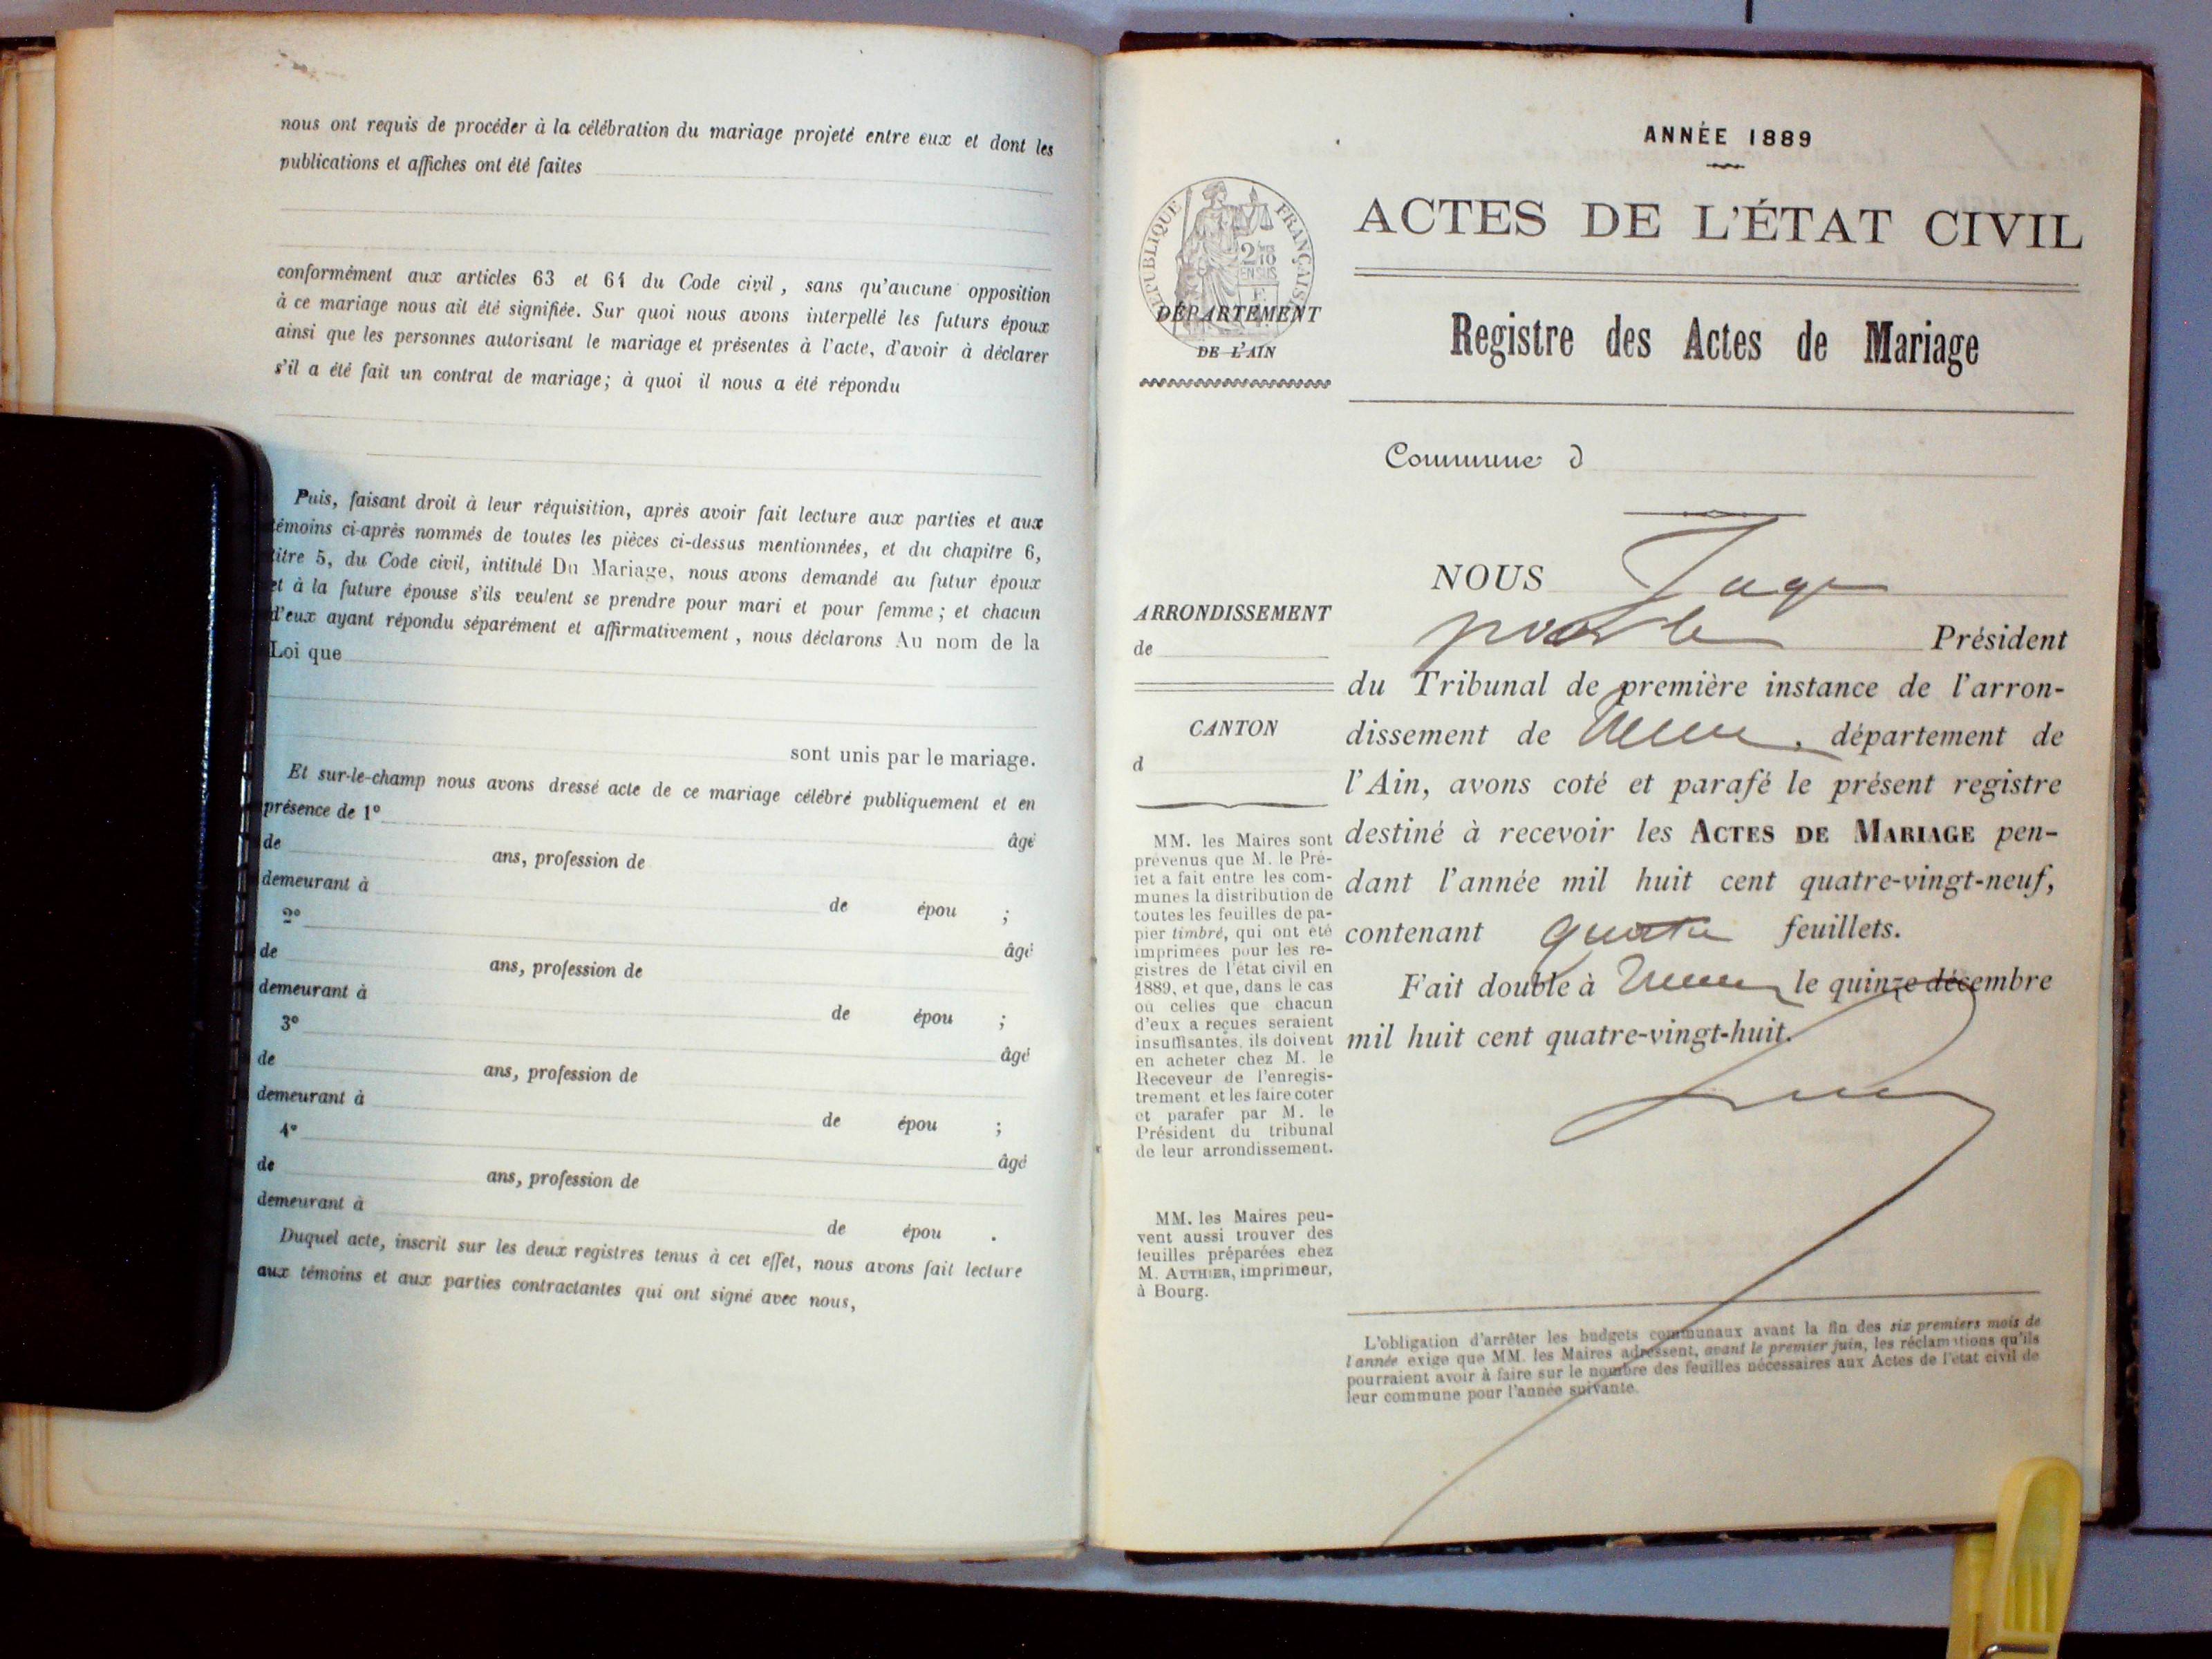 nous ont requis de procéder à la célébration du mariage projeté entre eux et dont les
publications et affiches ont été faites
conformément aux articles 63 et 64 du Code civil, sans qu'aucune opposition
à ce mariage nous ait été signifiée. Sur quoi nous avons interpellé les futurs époux
ainsi que les personnes autorisant le mariage et présentes à l'acte, d'avoir à déclarer
s'il a été fait un contrat de mariage; à quoi il nous a été répondu
Puis, faisant droit à leur réquisition, après avoir fait lecture aux parties et aux
témoins ci-après nommés de toutes les pièces ci-dessus mentionnées, et du chapitre 6,
titre 5, du Code civil, intitulé Du Mariage, nous avons demandé au futur époux
et à la future épouse s'ils veulent se prendre pour mari et pour femme; et chacun
d'eux ayant répondu séparément et affirmativement, nous déclarons Au nom de la
Loi que
sont unis par le mariage.
Et sur-le-champ nous avons dressé acte de ce mariage célébré publiquement et en
présence de 1°
âgé
de ans, profession de
demeurant à
de épou ;
2°
âgé
de ans, profession de
demeurant à
de épou ;
3°
âgé
de ans, profession de
demeurant à
de épou ;
4°
âgé
de ans, profession de
demeurant à
de épou .
Duquel acte, inscrit sur les deux registres tenus à cet effet, nous avons fait lecture
aux témoins et aux parties contractantes qui ont signé avec nous,
ANNÉE 1889
ACTES DE L'ÉTAT CIVIL
RÉPUBLIQUE FRANÇAISE
2/10
EN SUS
DÉPARTEMENT
DE L'AIN
Registre des Actes de Mariage
Commune d
ARRONDISSEMENT
de
CANTON
d
MM. les Maires sont
prévenus que M. le Pré-
fet a fait entre les com-
munes la distribution de
toutes les feuilles de pa-
pier timbré, qui ont été
imprimées pour les re-
gistres de l'état civil en
1889, et que, dans le cas
où celles que chacun
d'eux a reçues seraient
insuffisantes, ils doivent
en acheter chez M. le
Receveur de l'enregis-
trement et les faire coter
et parafer par M. le
Président du tribunal
de leur arrondissement.
MM. les Maires peu-
vent aussi trouver des
feuilles préparées chez
M. AUTHIER, imprimeur,
à Bourg.
NOUS Juge
Président
du Tribunal de première instance de l'arron-
dissement de , département de
l'Ain, avons coté et parafé le présent registre
destiné à recevoir les ACTES DE MARIAGE pen-
dant l'année mil huit cent quatre-vingt-neuf,
contenant quatre feuillets.
Fait double à le quinze décembre
mil huit cent quatre-vingt-huit.
L'obligation d'arrêter les budgets communaux avant la fin des six premiers mois de
l'année exige que MM. les Maires adressent, avant le premier juin, les réclamations qu'ils
pourraient avoir à faire sur le nombre des feuilles nécessaires aux Actes de l'état civil de
leur commune pour l'année suivante.